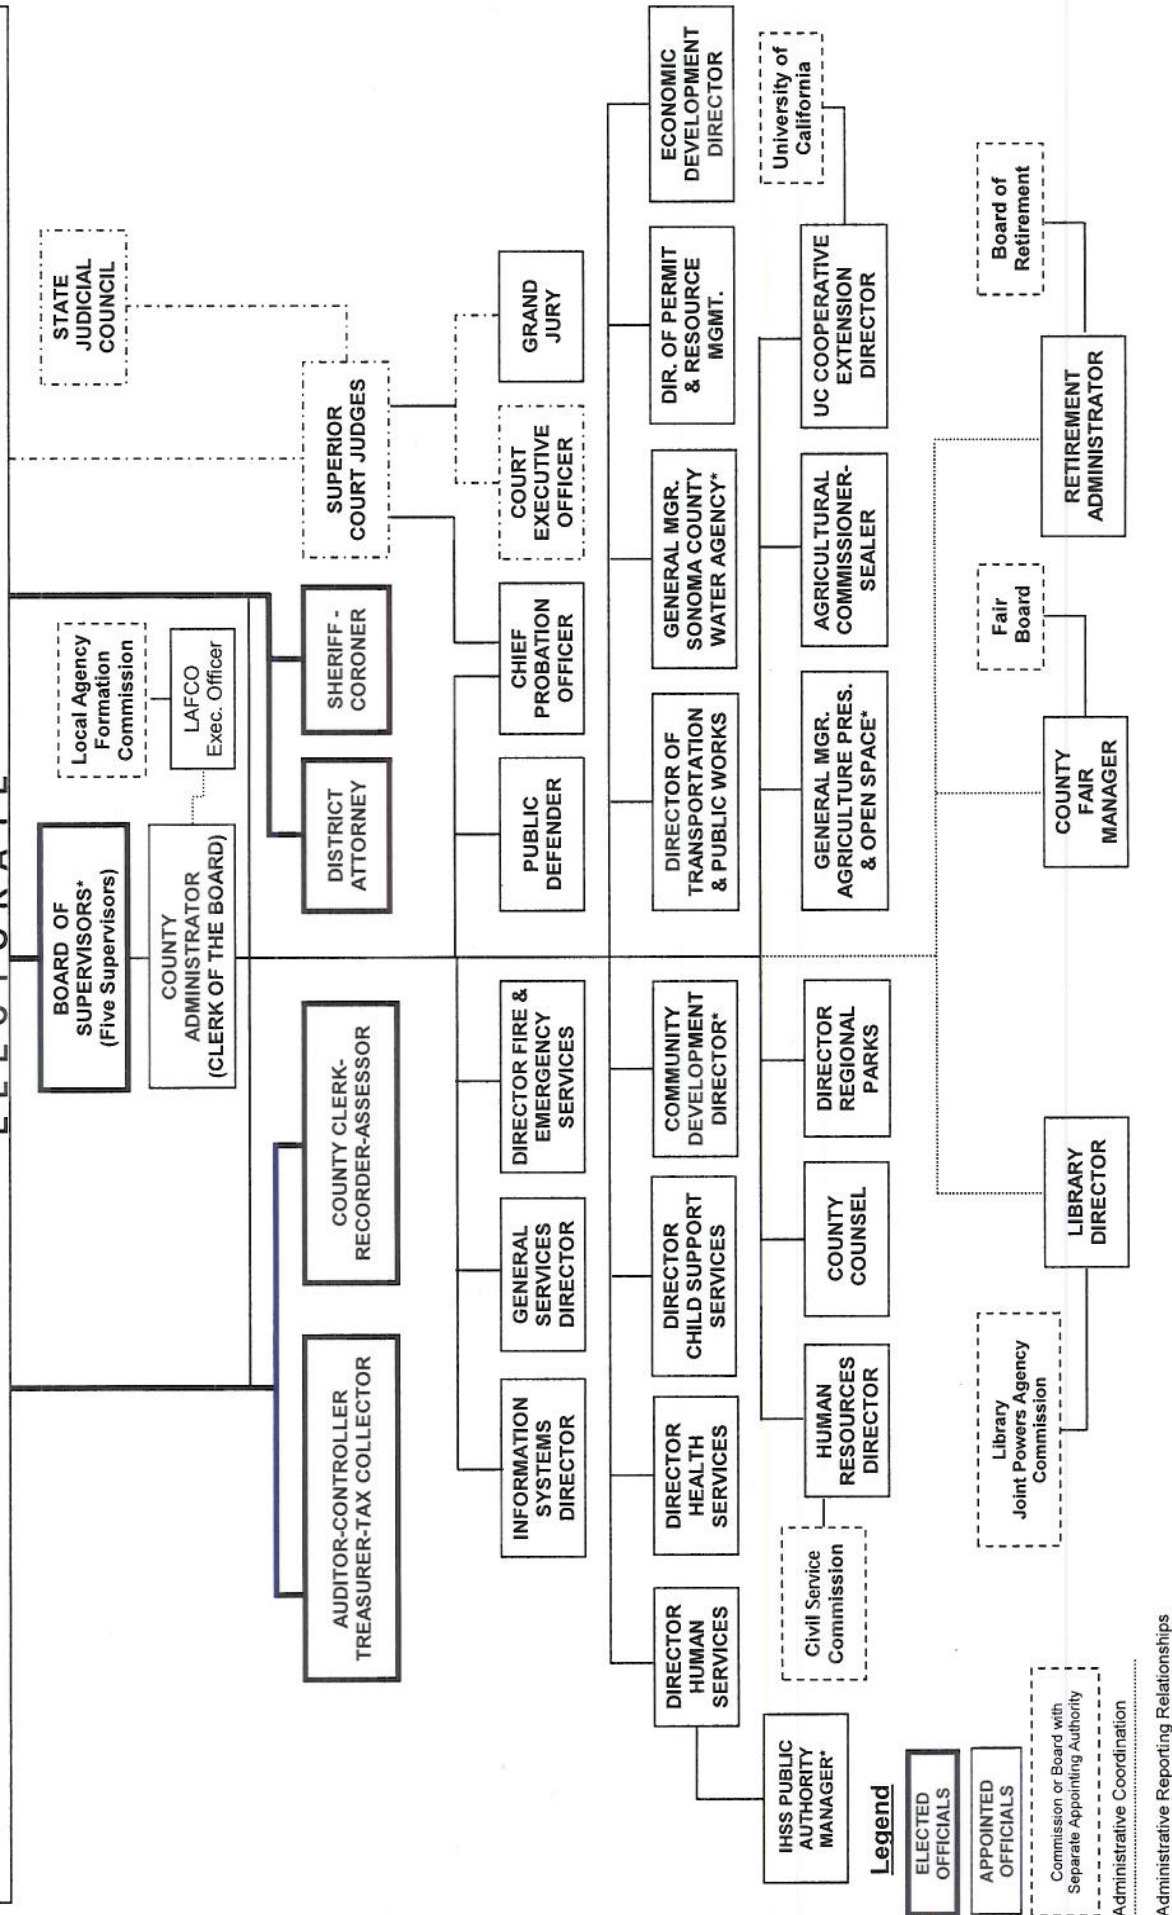 ELECTORATE
BOARD OF
SUPERVISORS*
(Five Supervisors)
COUNTY
ADMINISTRATOR
(CLERK OF THE BOARD)
Local Agency
Formation
Commission
LAFCO
Exec. Officer
STATE
JUDICIAL
COUNCIL
AUDITOR-CONTROLLER
TREASURER-TAX COLLECTOR
COUNTY CLERK-
RECORDER-ASSESSOR
DISTRICT
ATTORNEY
SHERIFF -
CORONER
SUPERIOR
COURT JUDGES
INFORMATION
SYSTEMS
DIRECTOR
GENERAL
SERVICES
DIRECTOR
DIRECTOR FIRE &
EMERGENCY
SERVICES
PUBLIC
DEFENDER
CHIEF
PROBATION
OFFICER
COURT
EXECUTIVE
OFFICER
GRAND
JURY
DIRECTOR
HUMAN
SERVICES
DIRECTOR
HEALTH
SERVICES
DIRECTOR
CHILD SUPPORT
SERVICES
COMMUNITY
DEVELOPMENT
DIRECTOR*
DIRECTOR OF
TRANSPORTATION
& PUBLIC WORKS
GENERAL MGR.
SONOMA COUNTY
WATER AGENCY*
DIR. OF PERMIT
& RESOURCE
MGMT.
ECONOMIC
DEVELOPMENT
DIRECTOR
IHSS PUBLIC
AUTHORITY
MANAGER*
Civil Service
Commission
HUMAN
RESOURCES
DIRECTOR
COUNTY
COUNSEL
DIRECTOR
REGIONAL
PARKS
GENERAL MGR.
AGRICULTURE PRES.
& OPEN SPACE*
AGRICULTURAL
COMMISSIONER-
SEALER
UC COOPERATIVE
EXTENSION
DIRECTOR
University of
California
Library
Joint Powers Agency
Commission
LIBRARY
DIRECTOR
COUNTY
FAIR
MANAGER
Fair
Board
RETIREMENT
ADMINISTRATOR
Board of
Retirement
Legend
ELECTED
OFFICIALS
APPOINTED
OFFICIALS
Commission or Board with
Separate Appointing Authority
Administrative Coordination
Administrative Reporting Relationships